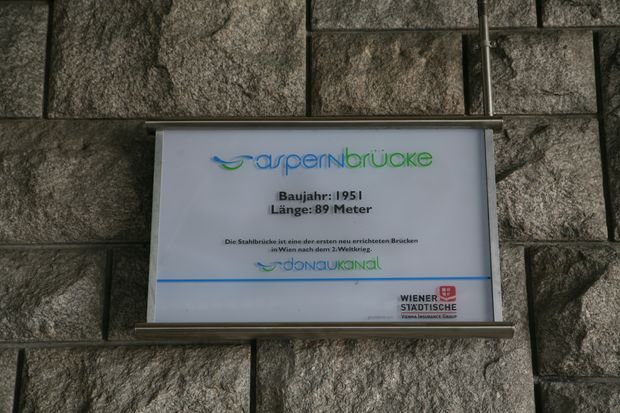 aspernbrücke
Baujahr: 1951
Länge: 89 Meter
Die Stahlbrücke ist eine der ersten neu errichteten Brücken
in Wien nach dem 2. Weltkrieg.
donaukanal
WIENER
STÄDTISCHE
VIENNA INSURANCE GROUP